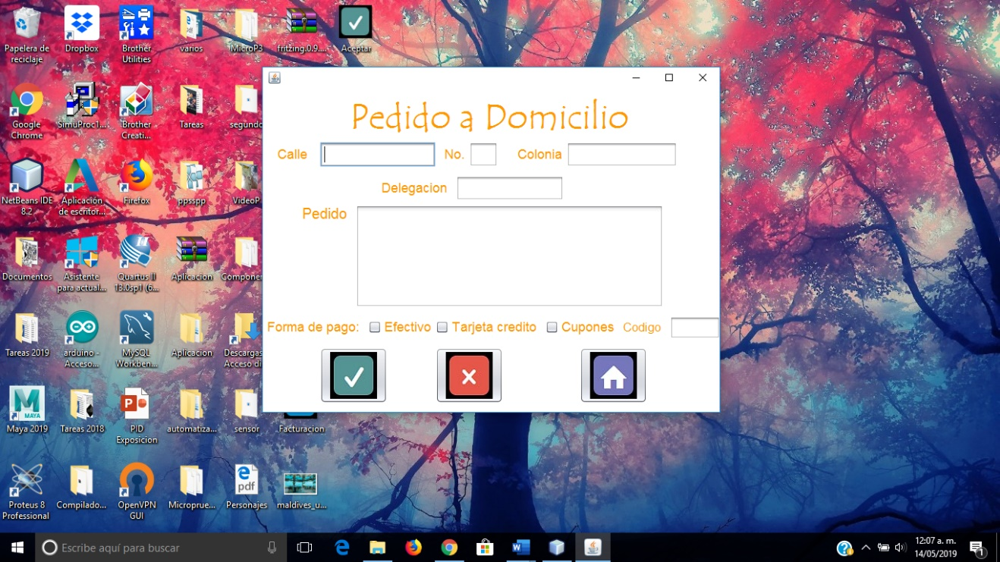 Papelera de reciclaje
Dropbox
Brother Utilities
varios
MicroP3
fritzing.0.9....
Aceptar
Google Chrome
SimuProc1....
Brother Creati...
Tareas
segundo
NetBeans IDE 8.2
Aplicación de escritor...
Firefox
ppsspp
VideoP
Documentos
Asistente para actual...
Quartus II 13.0sp1 (6...
Aplicacion
Componen
Tareas 2019
arduino - Acceso...
MySQL Workben...
Aplicacion
Descargas Acceso di
Maya 2019
Tareas 2018
PID Exposicion
automatiza...
sensor
Facturacion
Proteus 8 Professional
Compilado...
OpenVPN GUI
Microprue...
Personajes
maldives_u...
MAYA
pdf
Pedido a Domicilio
Calle No. Colonia
Delegacion
Pedido
Forma de pago: Efectivo Tarjeta credito Cupones Codigo
Escribe aquí para buscar
12:07 a. m.
14/05/2019
1